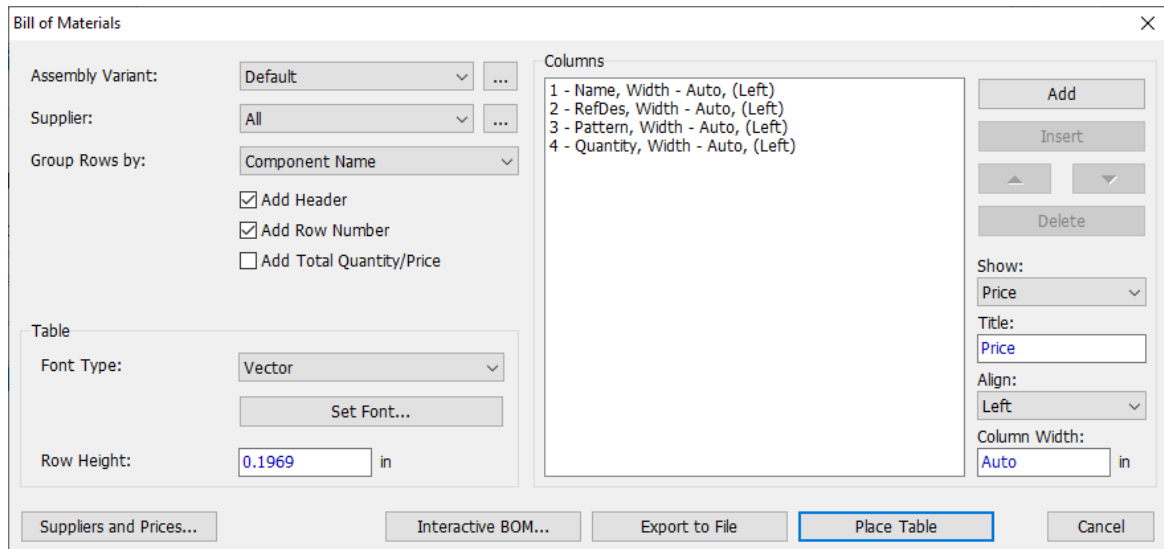 Bill of Materials
Assembly Variant:
Default
...
Supplier:
All
...
Group Rows by:
Component Name
Add Header
Add Row Number
Add Total Quantity/Price
Table
Font Type:
Vector
Set Font...
Row Height:
0.1969
in
Columns
1 - Name, Width - Auto, (Left)
2 - RefDes, Width - Auto, (Left)
3 - Pattern, Width - Auto, (Left)
4 - Quantity, Width - Auto, (Left)
Add
Insert
Delete
Show:
Price
Title:
Price
Align:
Left
Column Width:
Auto
in
Suppliers and Prices...
Interactive BOM...
Export to File
Place Table
Cancel